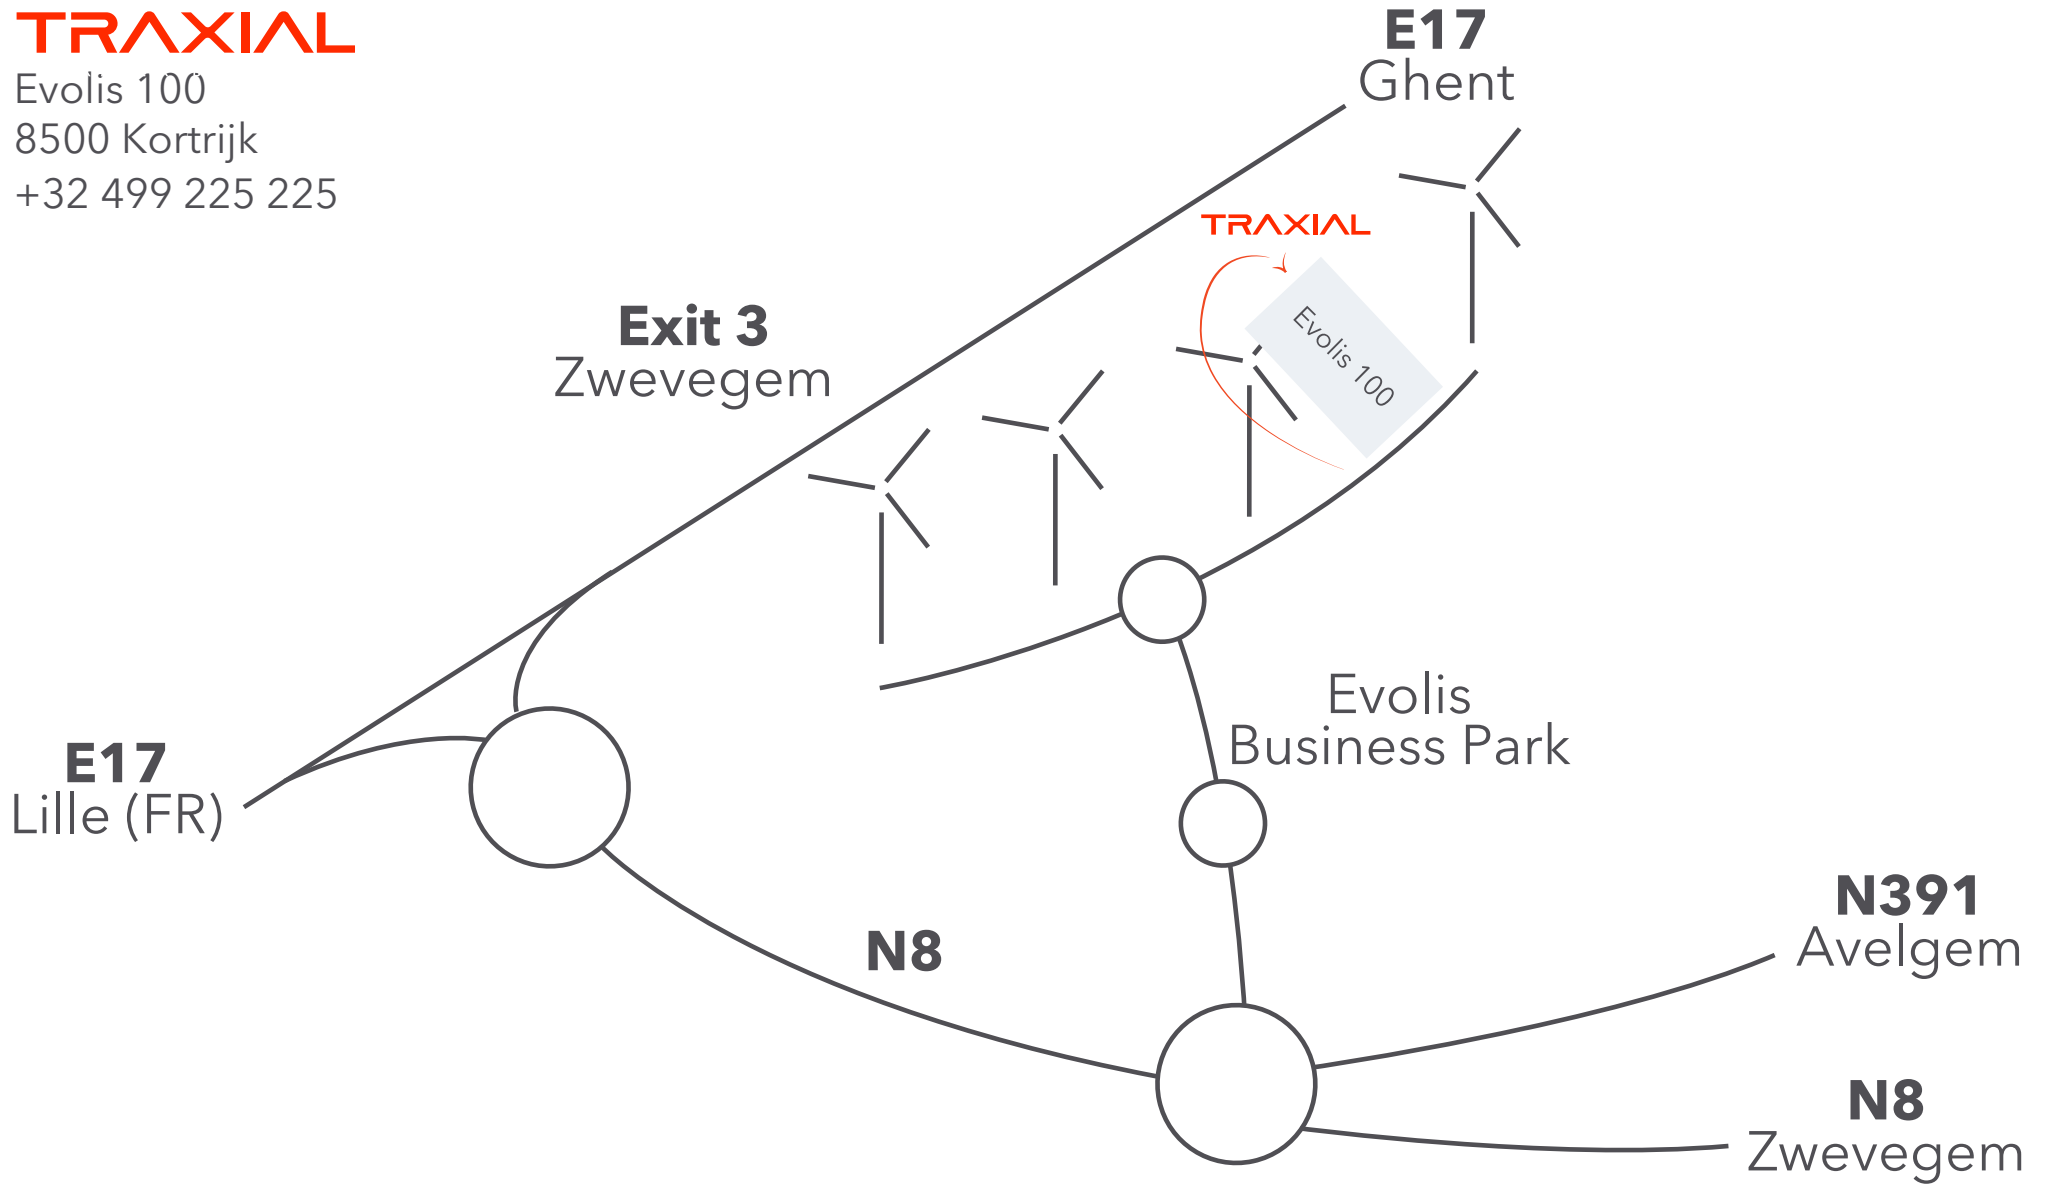 TRAXIAL
Evolis 100
8500 Kortrijk
+32 499 225 225
E17
Ghent
TRAXIAL
Evolis 100
Exit 3
Zwevegem
Evolis
Business Park
E17
Lille (FR)
N8
N391
Avelgem
N8
Zwevegem